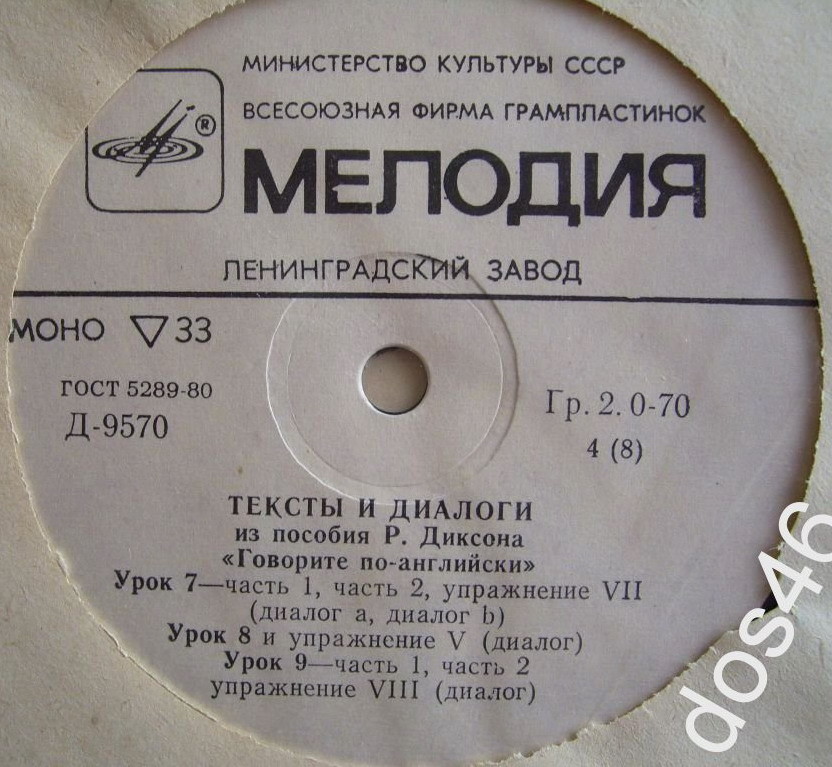 МИНИСТЕРСТВО КУЛЬТУРЫ СССР
ВСЕСОЮЗНАЯ ФИРМА ГРАМПЛАСТИНОК
®
МЕЛОДИЯ
ЛЕНИНГРАДСКИЙ ЗАВОД
МОНО ▽ 33
ГОСТ 5289-80
Д-9570
Гр. 2. 0-70
4 (8)
ТЕКСТЫ И ДИАЛОГИ
из пособия Р. Диксона
«Говорите по-английски»
Урок 7—часть 1, часть 2, упражнение VII
(диалог a, диалог b)
Урок 8 и упражнение V (диалог)
Урок 9—часть 1, часть 2
упражнение VIII (диалог)
dos46